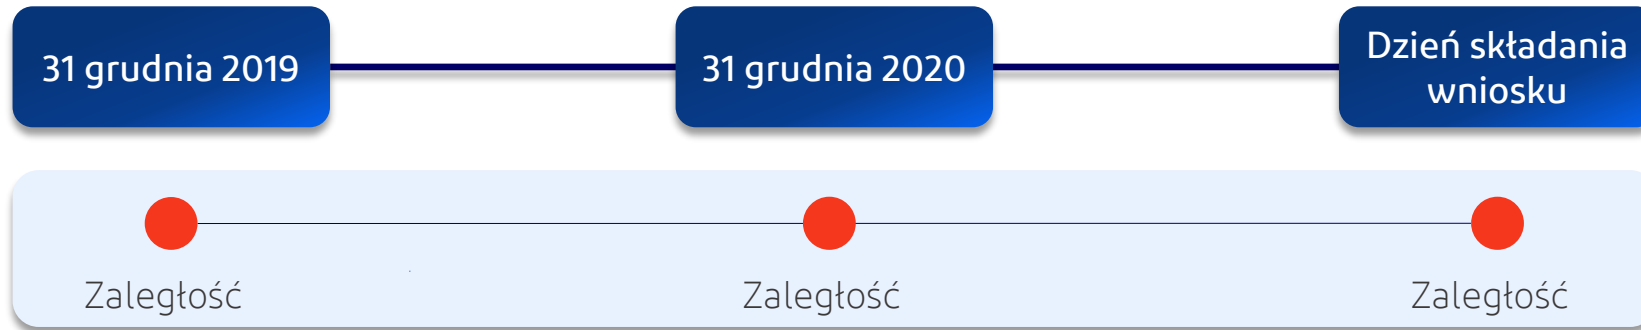 31 grudnia 2019
31 grudnia 2020
Dzień składania
wniosku
Zaległość
Zaległość
Zaległość